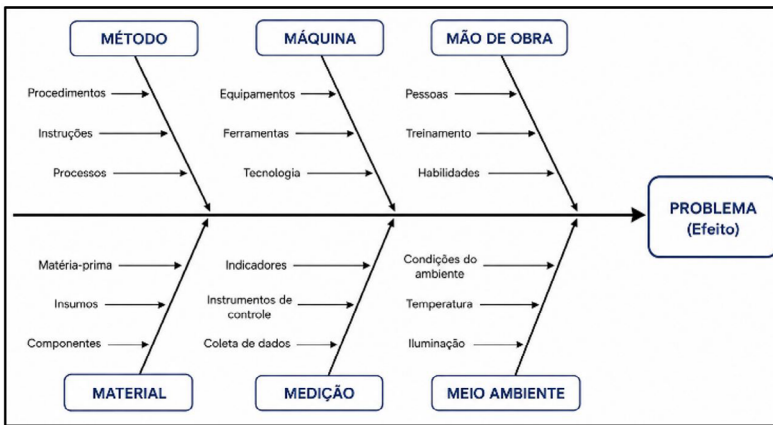 MÉTODO
MÁQUINA
MÃO DE OBRA
Procedimentos
Equipamentos
Pessoas
Instruções
Ferramentas
Treinamento
Processos
Tecnologia
Habilidades
PROBLEMA
(Efeito)
Matéria-prima
Indicadores
Condições do
ambiente
Insumos
Instrumentos de
controle
Temperatura
Componentes
Coleta de dados
Iluminação
MATERIAL
MEDIÇÃO
MEIO AMBIENTE